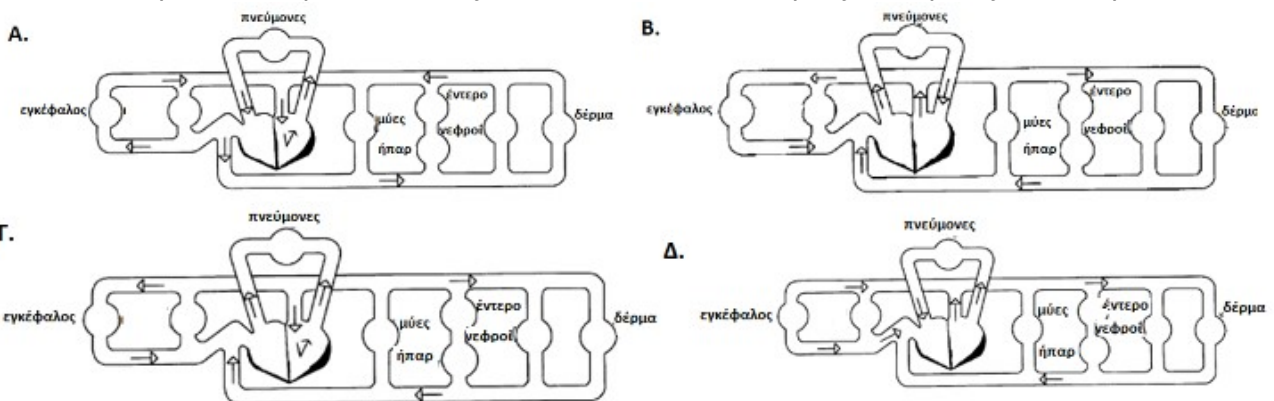 Α.
πνεύμονες
εγκέφαλος
μύες
ήπαρ
έντερο
νεφροί
δέρμα
Β.
πνεύμονες
εγκέφαλος
μύες
ήπαρ
έντερο
νεφροί
δέρμα
Γ.
πνεύμονες
εγκέφαλος
μύες
ήπαρ
έντερο
νεφροί
δέρμα
Δ.
πνεύμονες
εγκέφαλος
μύες
ήπαρ
έντερο
νεφροί
δέρμα